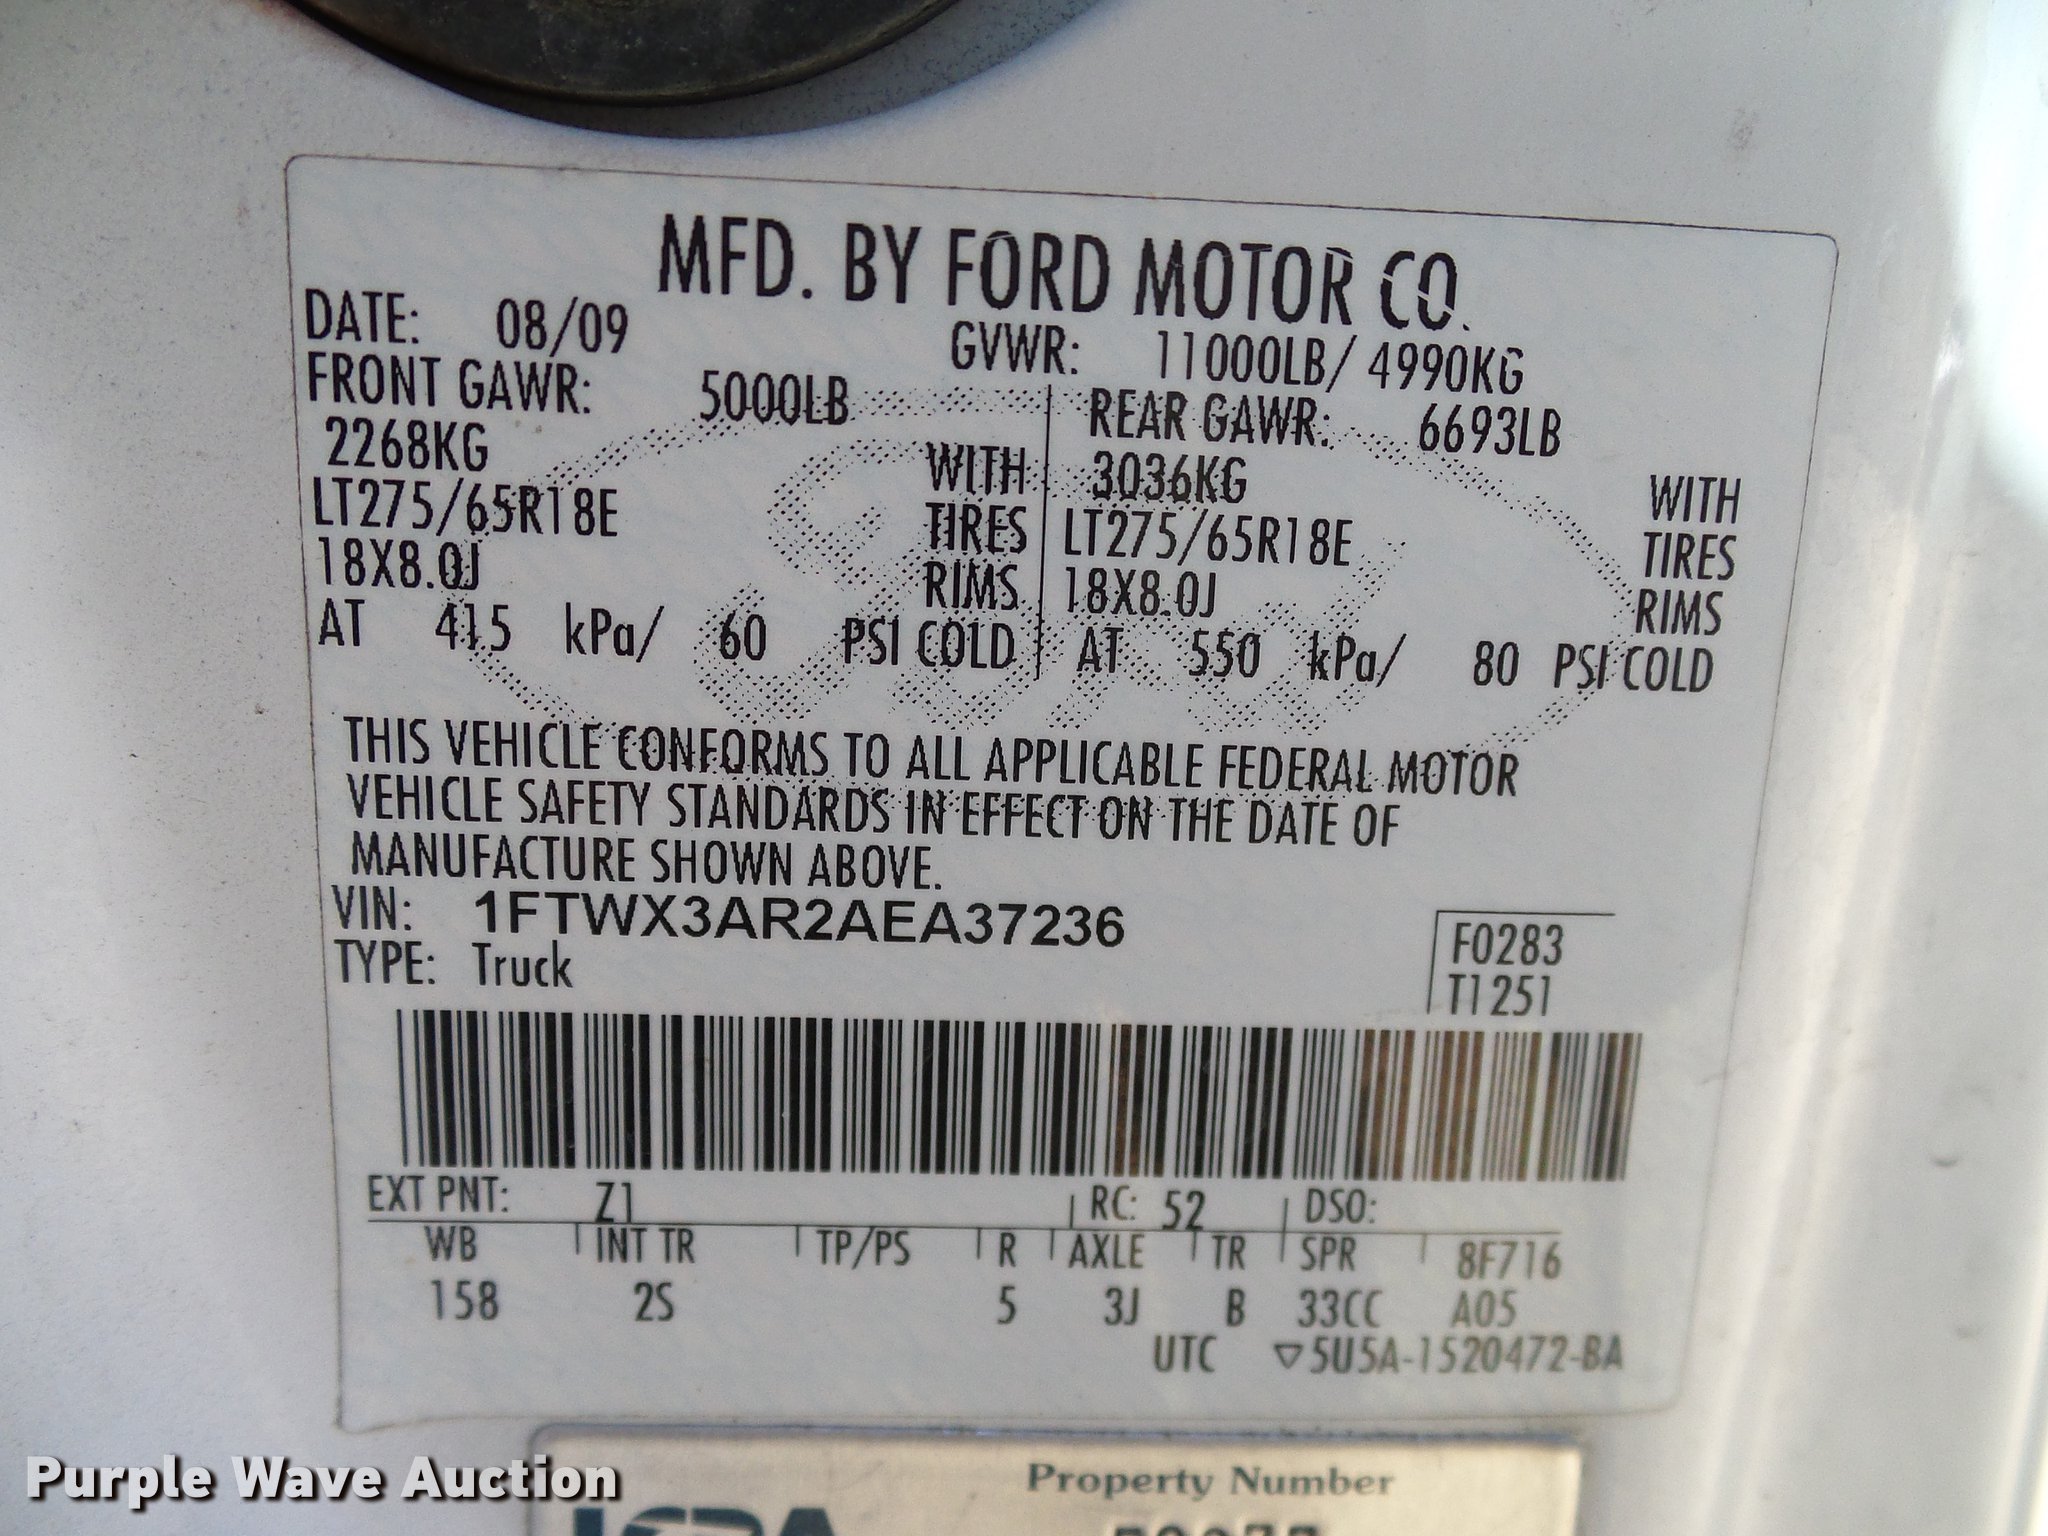 MFD. BY FORD MOTOR CO.
DATE: 08/09 GVWR: 11000LB/ 4990KG
FRONT GAWR: 5000LB REAR GAWR: 6693LB
2268KG WITH 3036KG WITH
LT275/65R18E TIRES LT275/65R18E TIRES
18X8.0J RIMS 18X8.0J RIMS
AT 415 kPa/ 60 PSI COLD AT 550 kPa/ 80 PSI COLD
THIS VEHICLE CONFORMS TO ALL APPLICABLE FEDERAL MOTOR
VEHICLE SAFETY STANDARDS IN EFFECT ON THE DATE OF
MANUFACTURE SHOWN ABOVE.
VIN: 1FTWX3AR2AEA37236 F0283
TYPE: Truck T1251
EXT PNT: Z1 RC: 52 DSO:
WB INT TR TP/PS R AXLE TR SPR 8F716
158 2S 5 3J B 33CC A05
UTC ▽5U5A-1520472-BA
Property Number
Purple Wave Auction